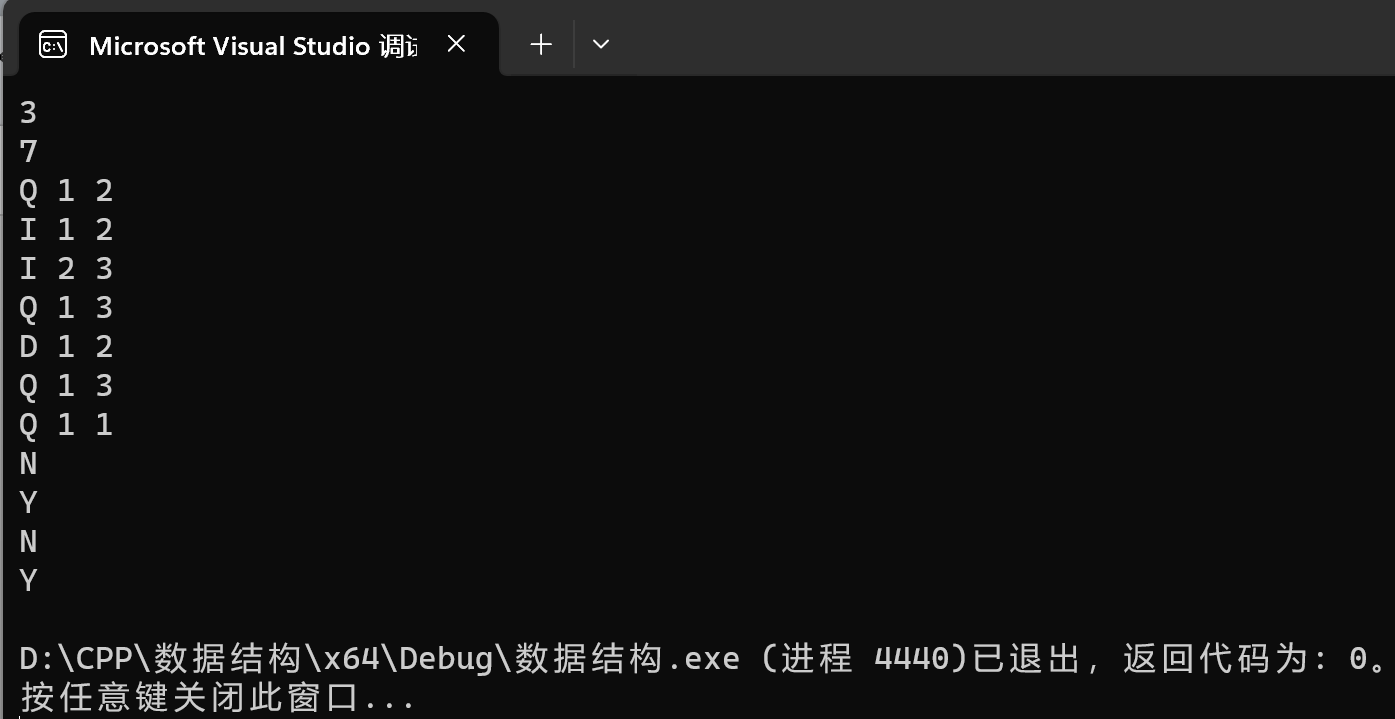 Microsoft Visual Studio 调试
3
7
Q 1 2
I 1 2
I 2 3
Q 1 3
D 1 2
Q 1 3
Q 1 1
N
Y
N
Y
D:\CPP\数据结构\x64\Debug\数据结构.exe (进程 4440)已退出，返回代码为: 0。
按任意键关闭此窗口...